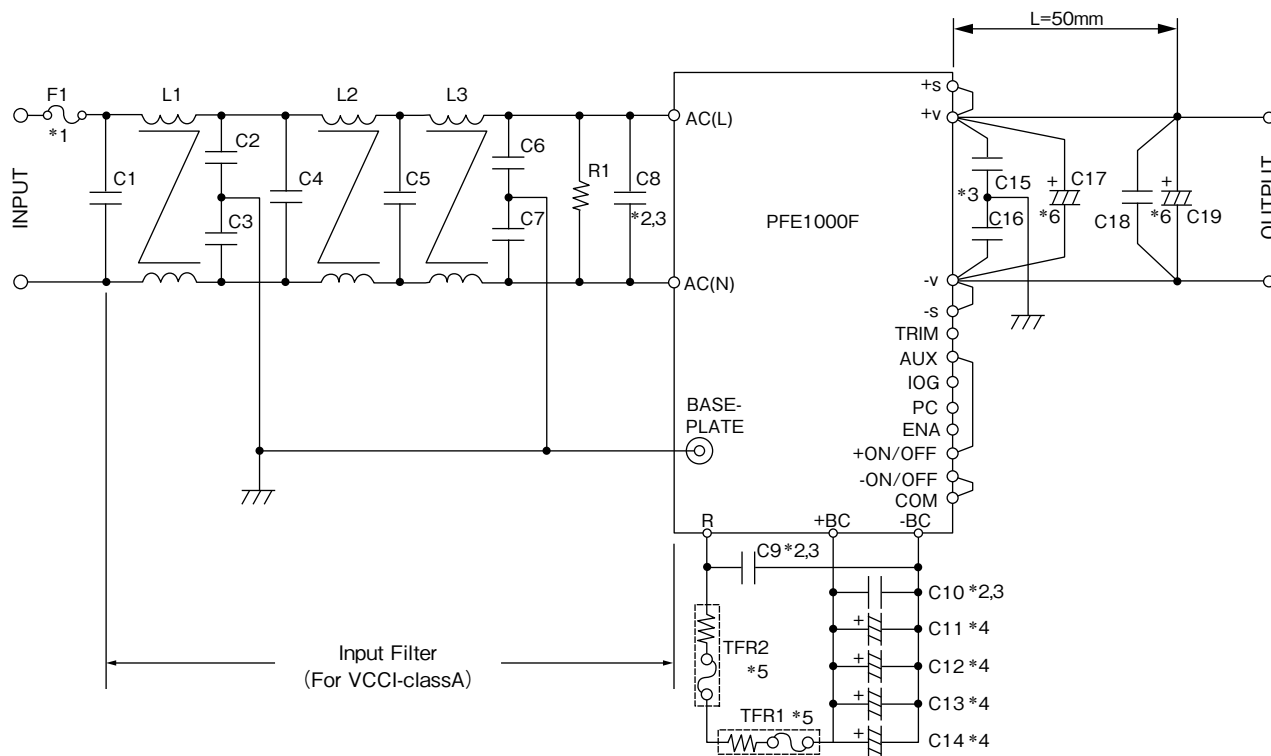 L=50mm
F1
*1
L1
L2
L3
+s
+v
AC(L)
INPUT
C1
C2
C3
C4
C5
C6
C7
R1
C8
*2,3
PFE1000F
*3
C15
C16
+
C17
*6
C18
+
*6
C19
OUTPUT
AC(N)
-v
-s
TRIM
AUX
IOG
PC
ENA
+ON/OFF
-ON/OFF
COM
BASE-
PLATE
R
+BC
-BC
C9*2,3
C10 *2,3
+
C11 *4
+
C12 *4
+
C13 *4
+
C14 *4
TFR2
*5
TFR1 *5
Input Filter
(For VCCI-classA)